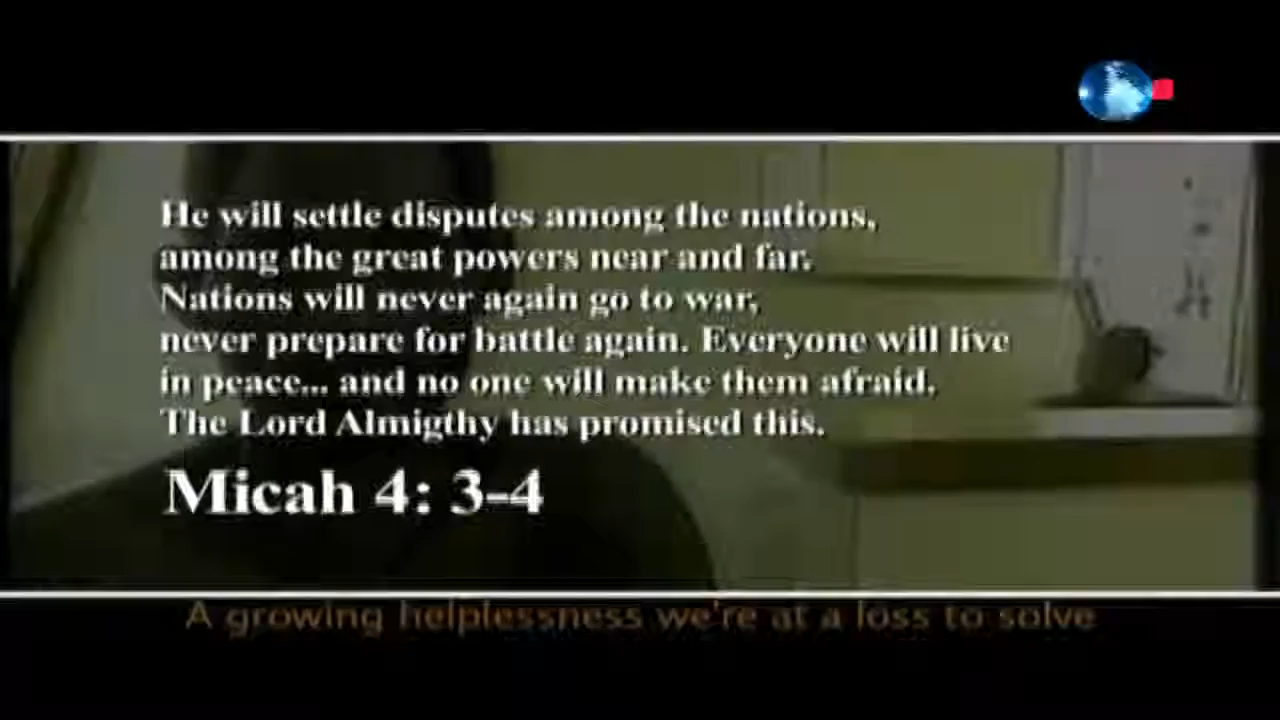 He will settle disputes among the nations,
among the great powers near and far.
Nations will never again go to war,
never prepare for battle again. Everyone will live
in peace... and no one will make them afraid.
The Lord Almigthy has promised this.
Micah 4: 3-4
A growing helplessness we're at a loss to solve